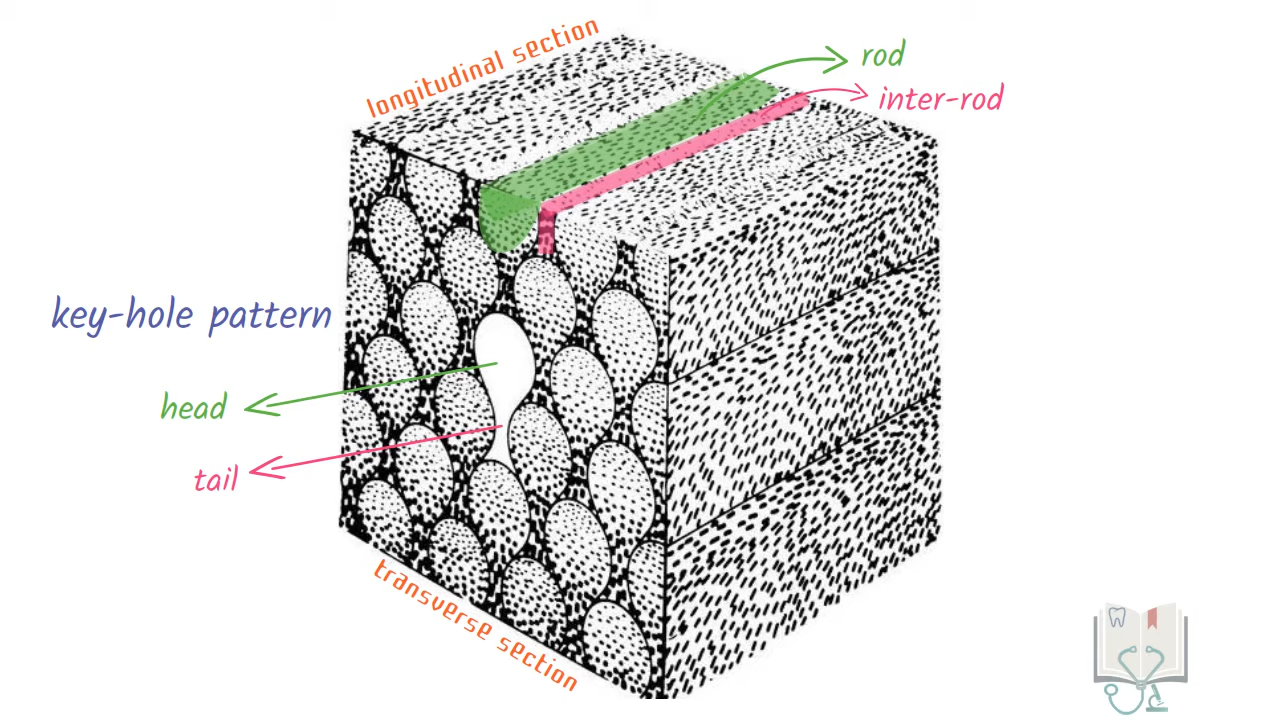 longitudinal section
rod
inter-rod
key-hole pattern
head
tail
transverse section